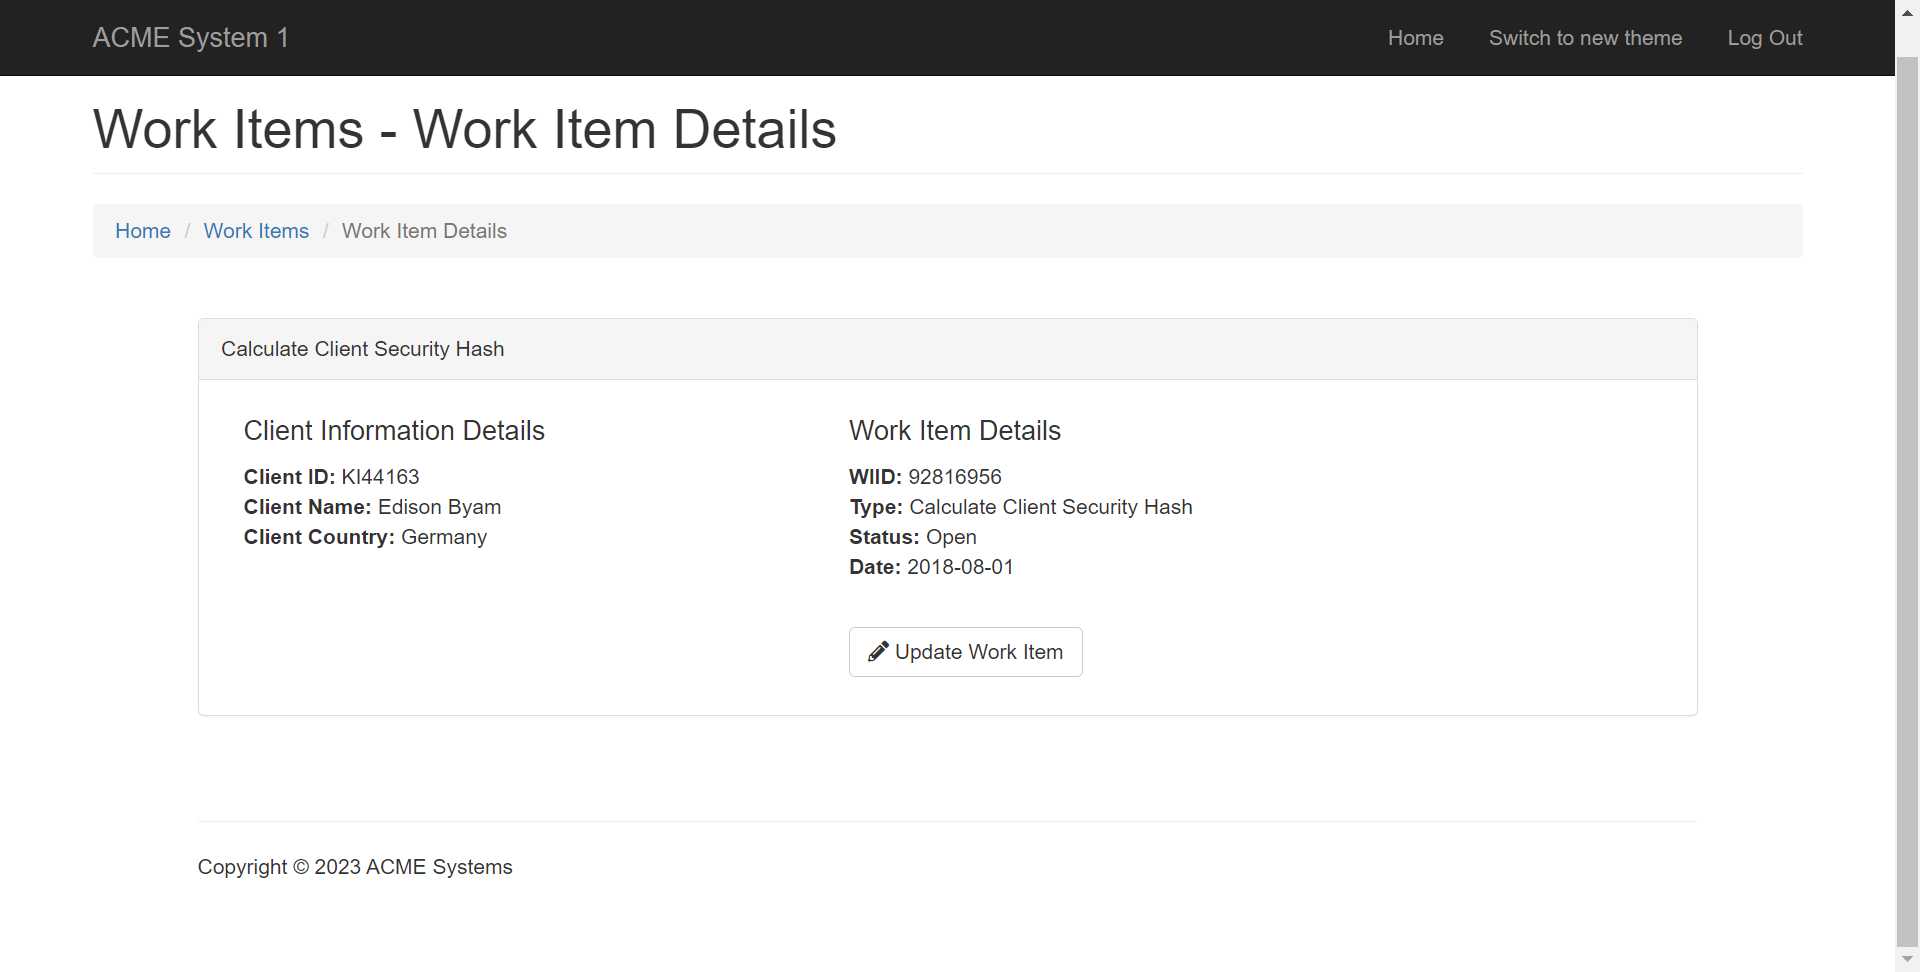 ACME System 1
Home
Switch to new theme
Log Out
Work Items - Work Item Details
Home / Work Items / Work Item Details
Calculate Client Security Hash
Client Information Details
Client ID: KI44163
Client Name: Edison Byam
Client Country: Germany
Work Item Details
WIID: 92816956
Type: Calculate Client Security Hash
Status: Open
Date: 2018-08-01
Update Work Item
Copyright © 2023 ACME Systems